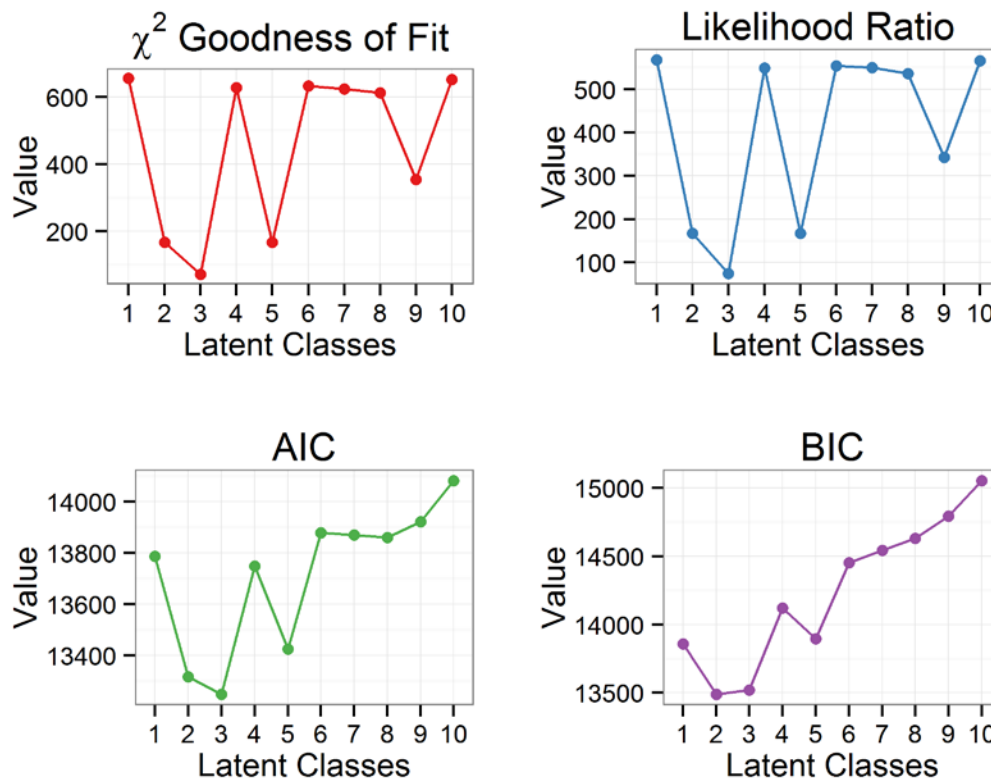 χ² Goodness of Fit
Value
600
400
200
1 2 3 4 5 6 7 8 9 10
Latent Classes
Likelihood Ratio
Value
500
400
300
200
100
1 2 3 4 5 6 7 8 9 10
Latent Classes
AIC
Value
14000
13800
13600
13400
1 2 3 4 5 6 7 8 9 10
Latent Classes
BIC
Value
15000
14500
14000
13500
1 2 3 4 5 6 7 8 9 10
Latent Classes